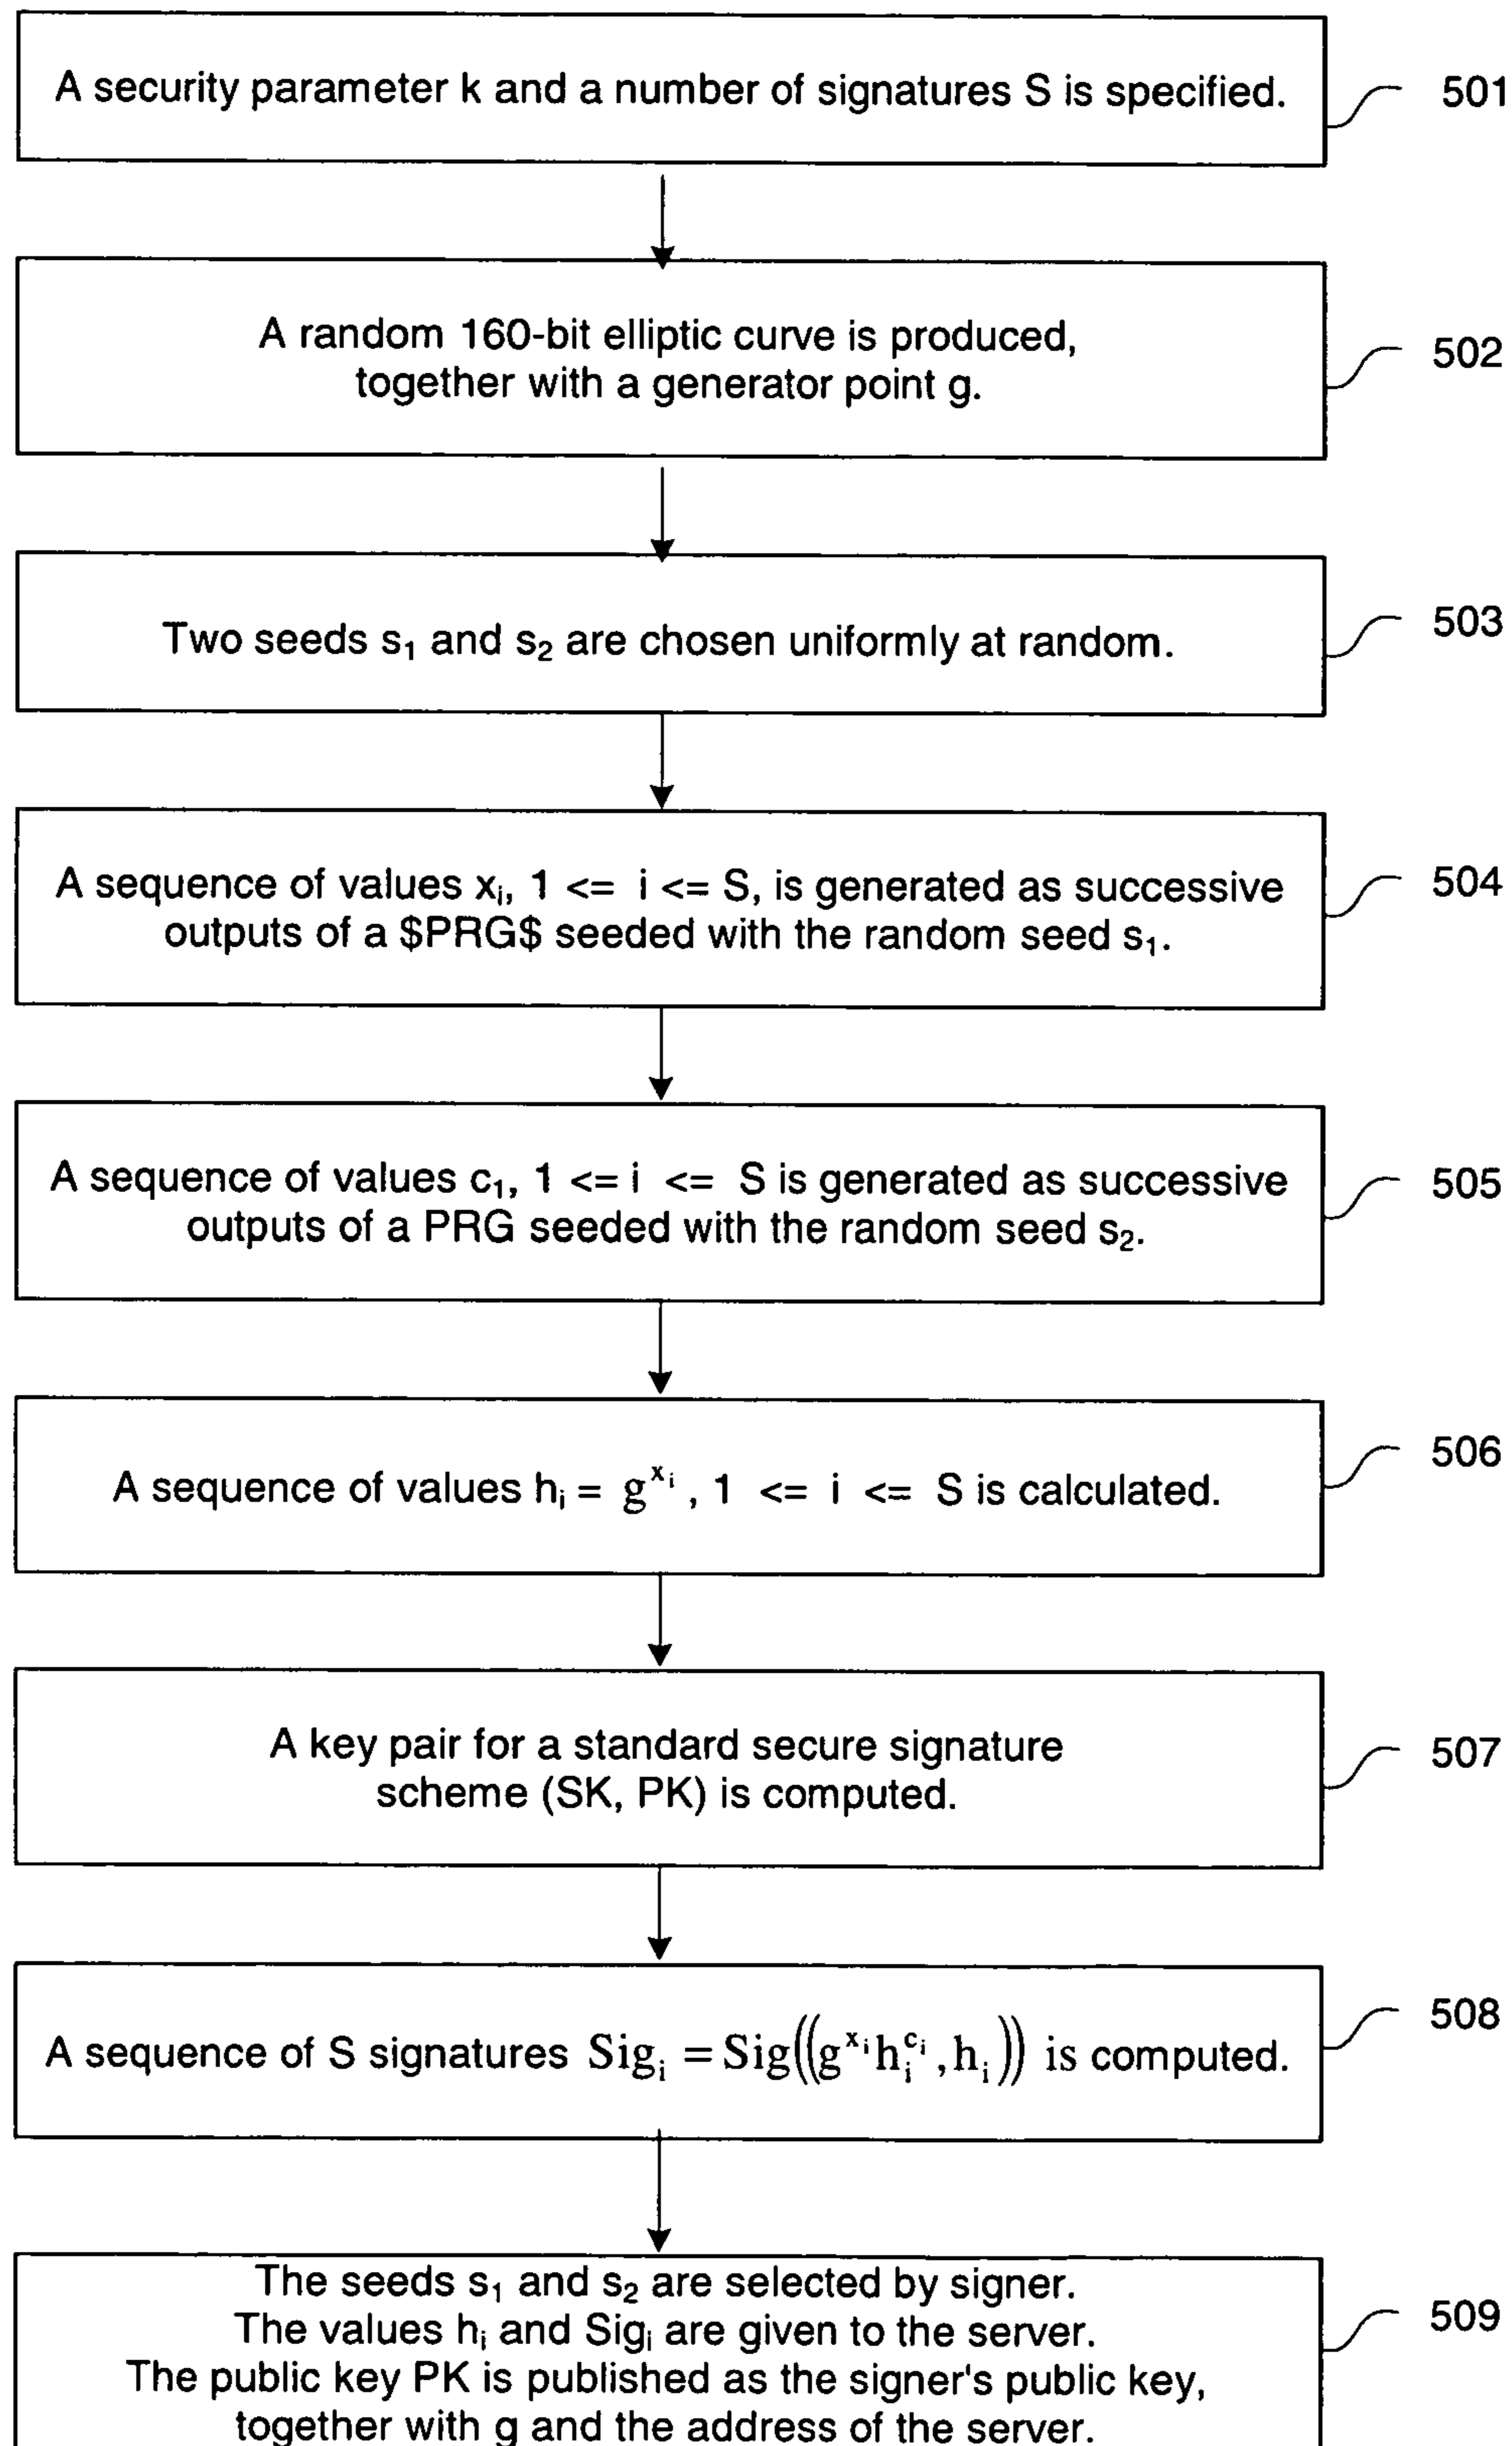 A security parameter k and a number of signatures S is specified.
501
A random 160-bit elliptic curve is produced,
together with a generator point g.
502
Two seeds s₁ and s₂ are chosen uniformly at random.
503
A sequence of values xᵢ, 1 <= i <= S, is generated as successive
outputs of a $PRG$ seeded with the random seed s₁.
504
A sequence of values c₁, 1 <= i <= S is generated as successive
outputs of a PRG seeded with the random seed s₂.
505
A sequence of values hᵢ = g^{xᵢ}, 1 <= i <= S is calculated.
506
A key pair for a standard secure signature
scheme (SK, PK) is computed.
507
A sequence of S signatures Sigᵢ = Sig((g^{xᵢ}hᵢ^{cᵢ}, hᵢ)) is computed.
508
The seeds s₁ and s₂ are selected by signer.
The values hᵢ and Sigᵢ are given to the server.
The public key PK is published as the signer's public key,
together with g and the address of the server.
509